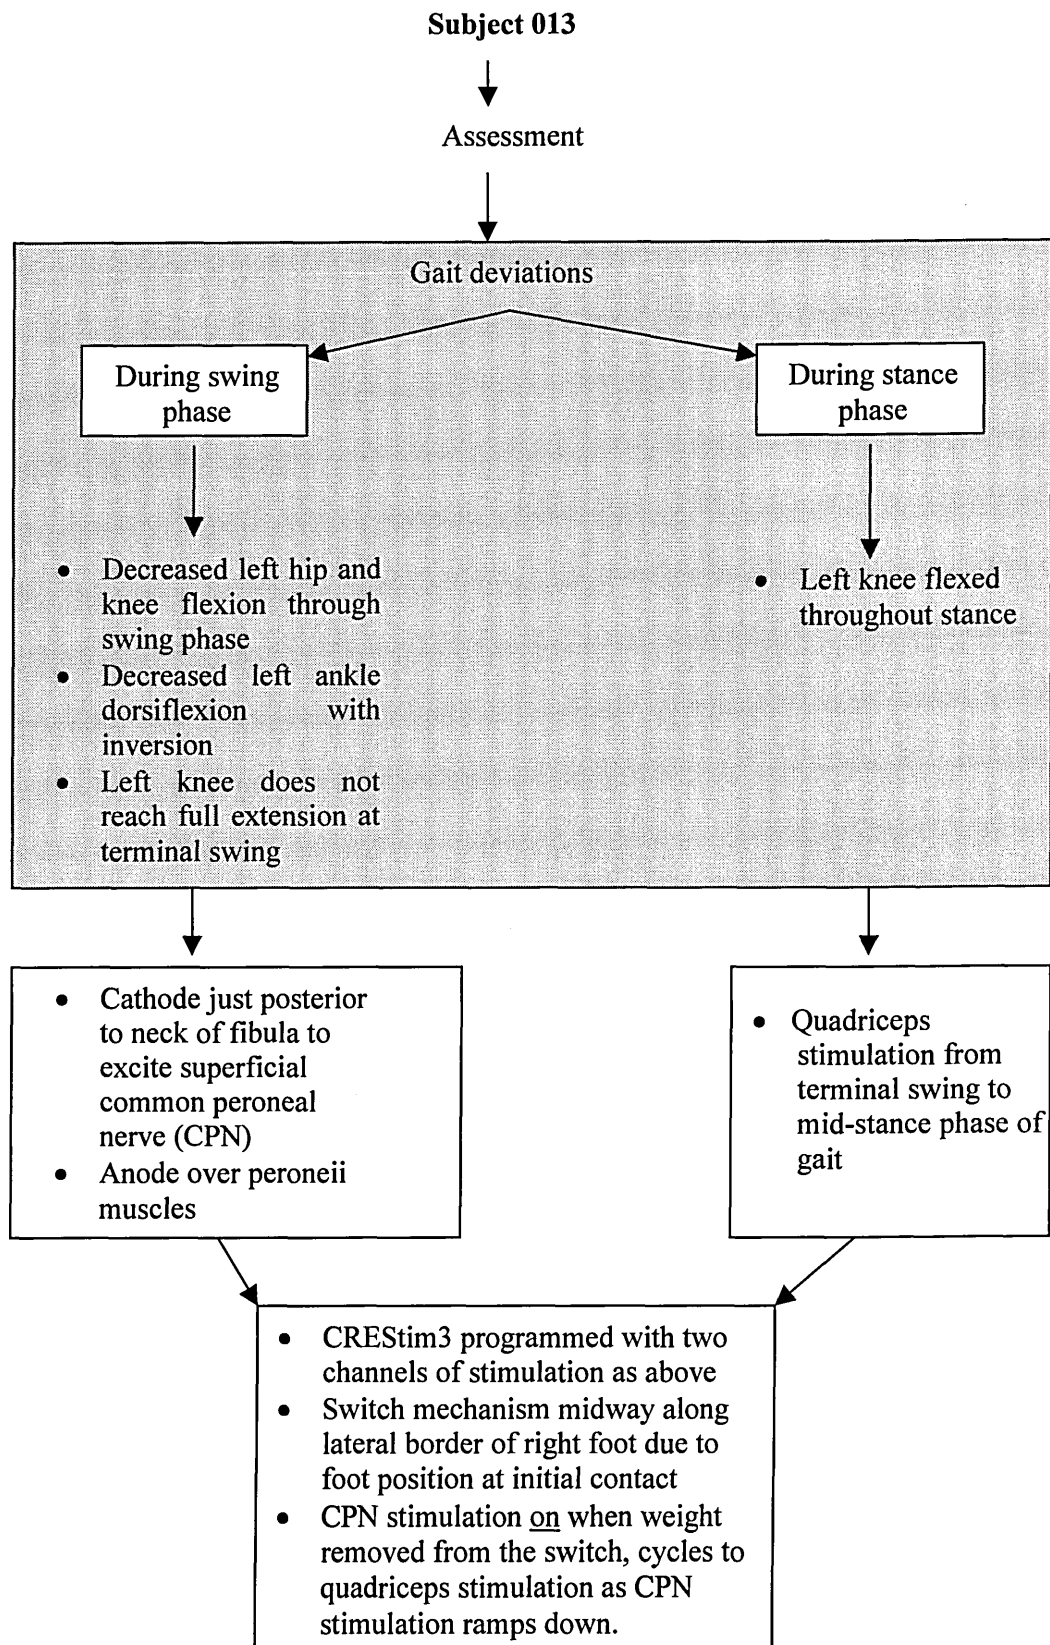 Subject 013
Assessment
Gait deviations
During swing
phase
During stance
phase
• Decreased left hip and
knee flexion through
swing phase
• Decreased left ankle
dorsiflexion with
inversion
• Left knee does not
reach full extension at
terminal swing
• Left knee flexed
throughout stance
• Cathode just posterior
to neck of fibula to
excite superficial
common peroneal
nerve (CPN)
• Anode over peroneii
muscles
• Quadriceps
stimulation from
terminal swing to
mid-stance phase of
gait
• CREStim3 programmed with two
channels of stimulation as above
• Switch mechanism midway along
lateral border of right foot due to
foot position at initial contact
• CPN stimulation on when weight
removed from the switch, cycles to
quadriceps stimulation as CPN
stimulation ramps down.